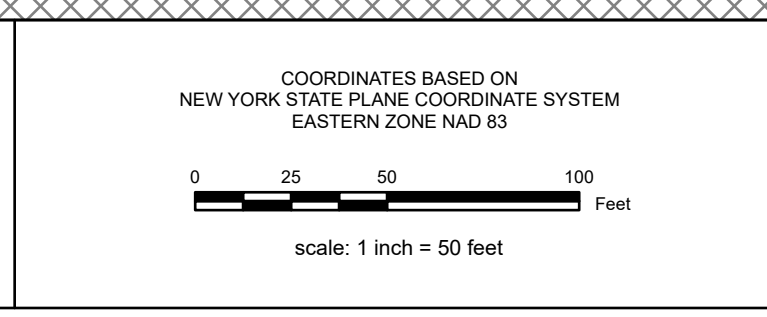 COORDINATES BASED ON
NEW YORK STATE PLANE COORDINATE SYSTEM
EASTERN ZONE NAD 83
0 25 50 100
Feet
scale: 1 inch = 50 feet